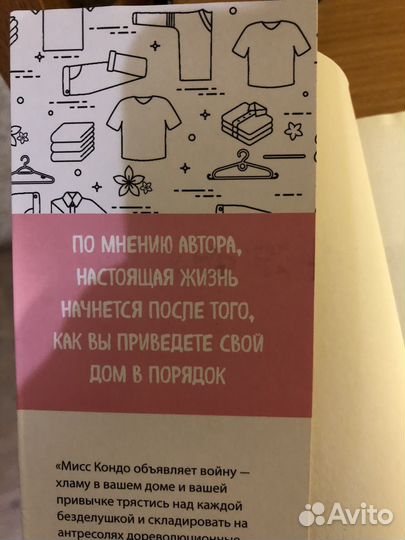 ПО МНЕНИЮ АВТОРА,
НАСТОЯЩАЯ ЖИЗНЬ
НАЧНЕТСЯ ПОСЛЕ ТОГО,
КАК ВЫ ПРИВЕДЕТЕ СВОЙ
ДОМ В ПОРЯДОК
«Мисс Кондо объявляет войну —
хламу в вашем доме и вашей
привычке трястись над каждой
безделушкой и складировать на
антресолях дореволюционные
Avito